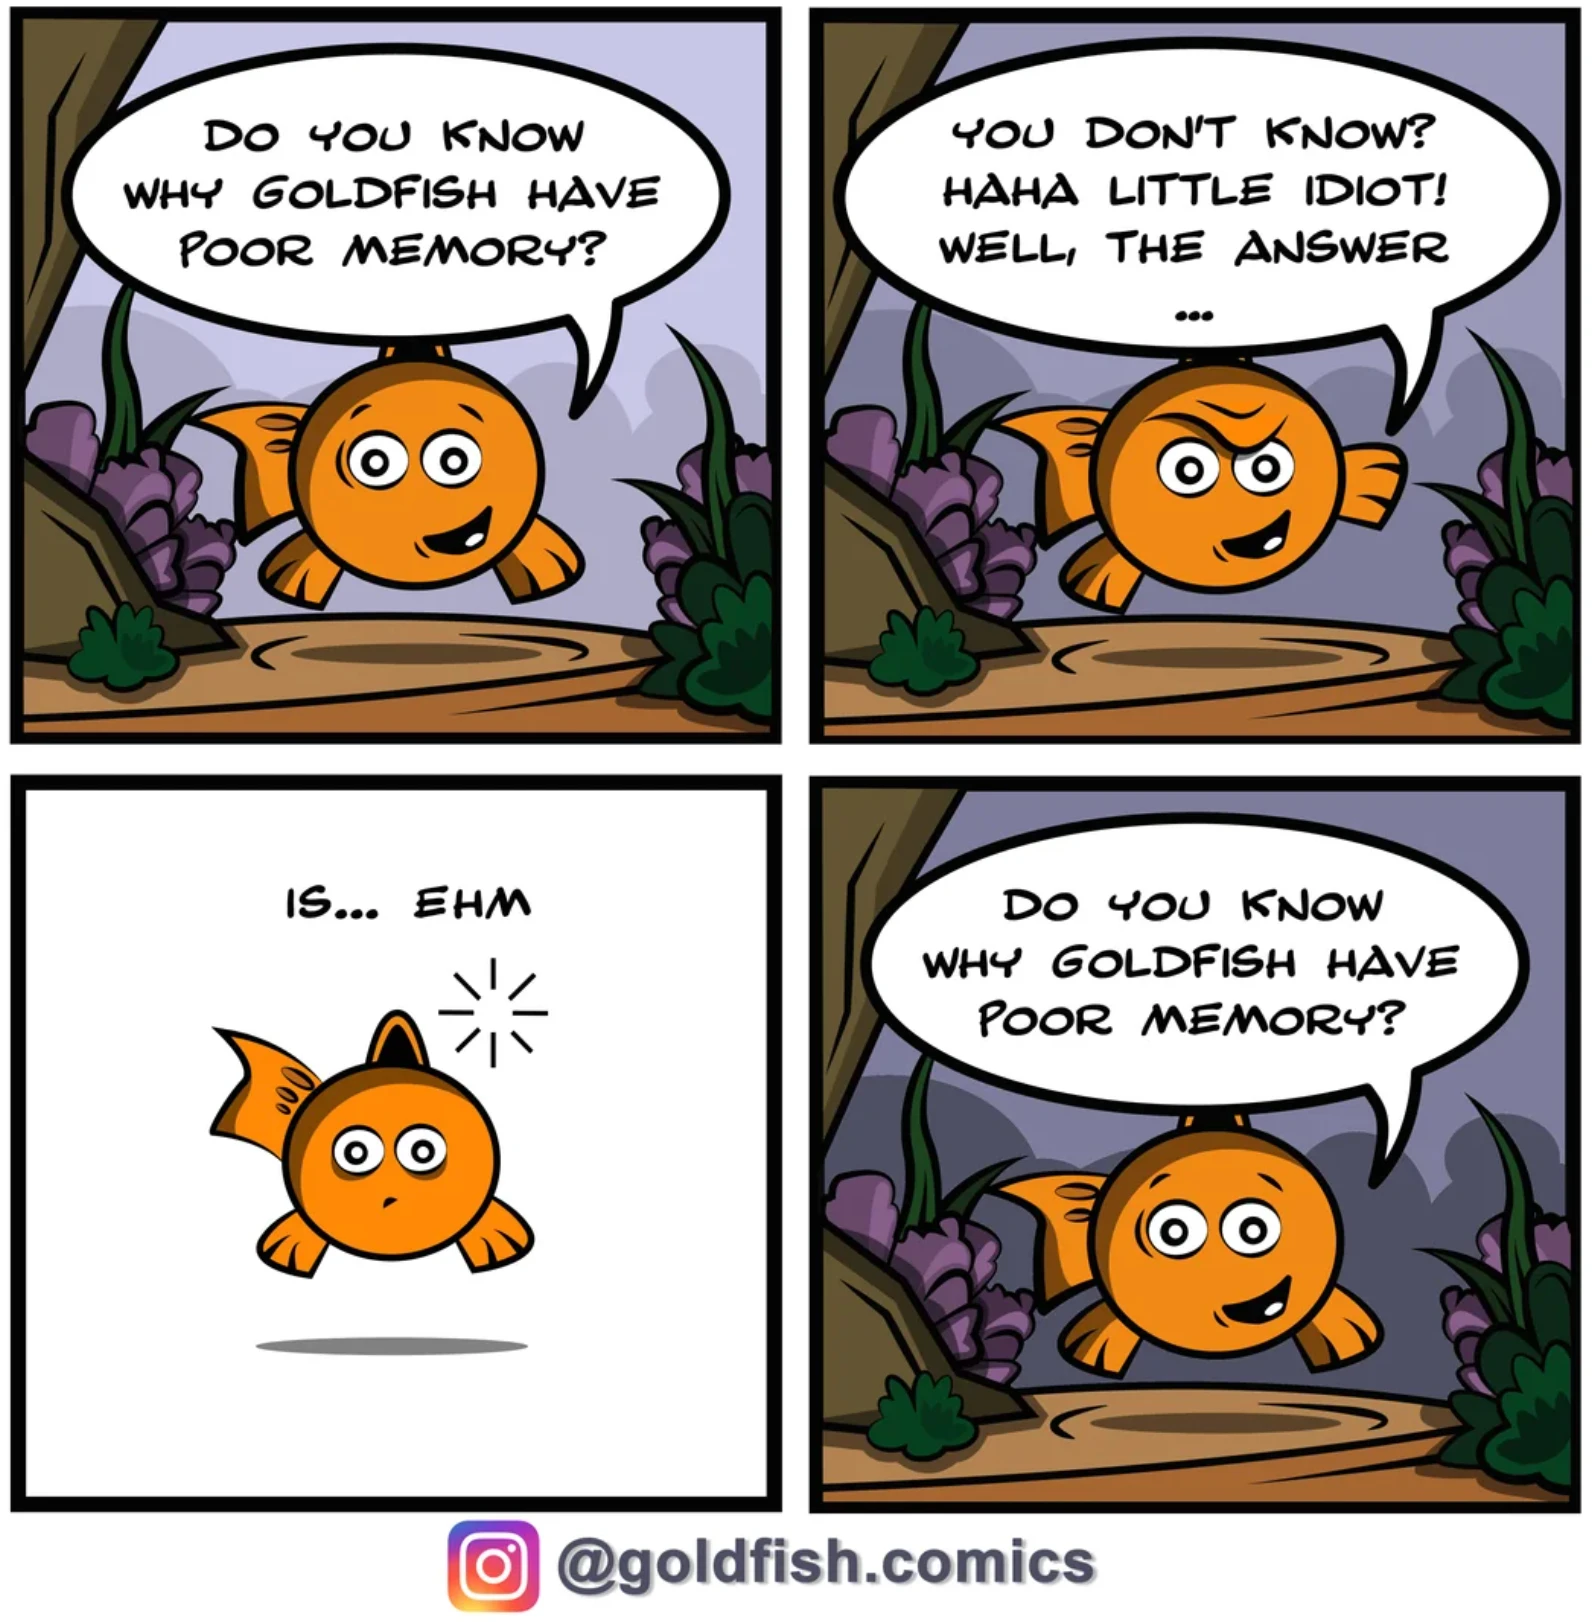 DO YOU KNOW
WHY GOLDFISH HAVE
POOR MEMORY?
YOU DON'T KNOW?
HAHA LITTLE IDIOT!
WELL, THE ANSWER
...
IS... EHM
DO YOU KNOW
WHY GOLDFISH HAVE
POOR MEMORY?
@goldfish.comics